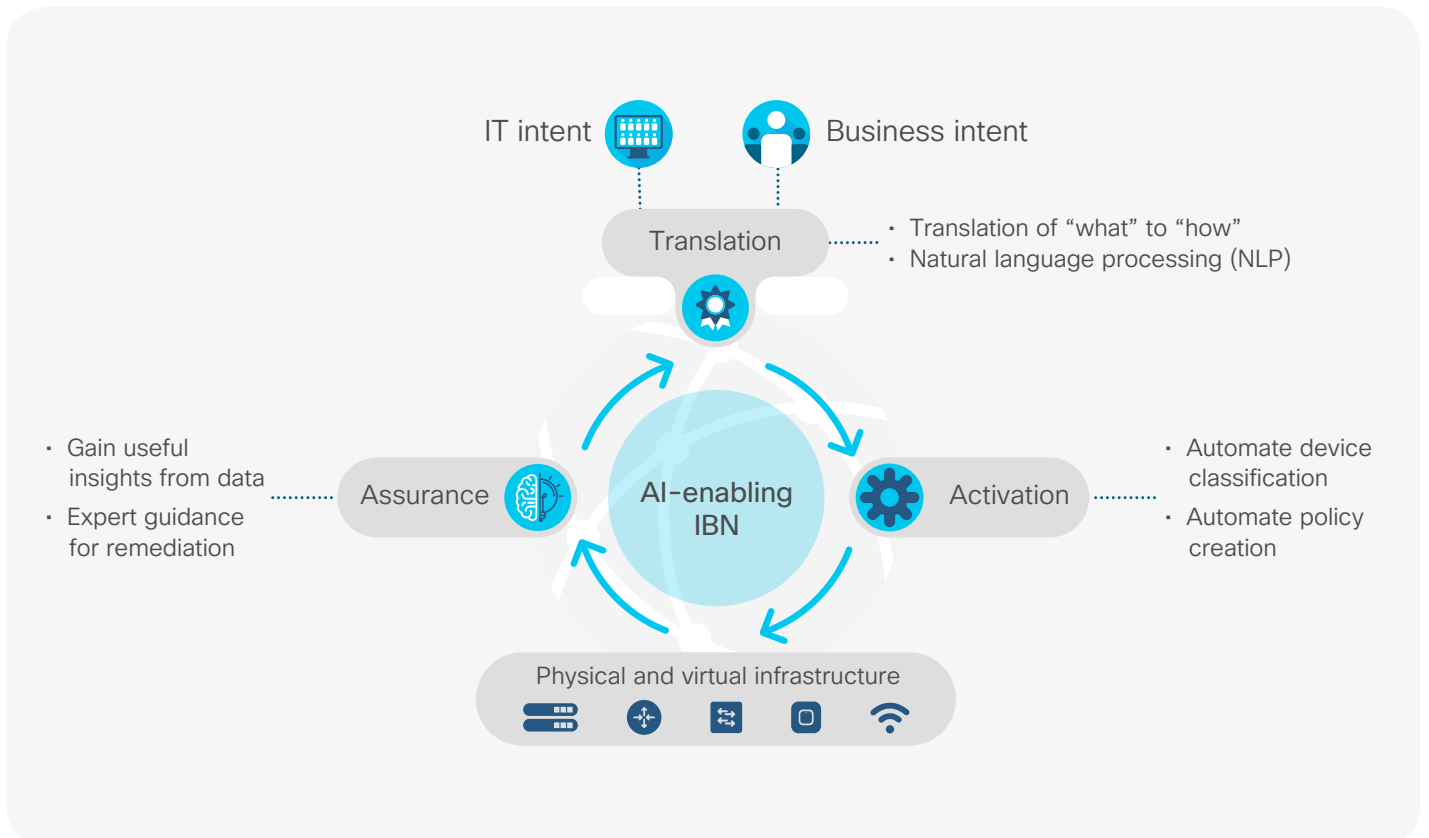 IT intent
Business intent
Translation
· Translation of “what” to “how”
· Natural language processing (NLP)
· Gain useful
insights from data
· Expert guidance
for remediation
Assurance
AI-enabling
IBN
Activation
· Automate device
classification
· Automate policy
creation
Physical and virtual infrastructure